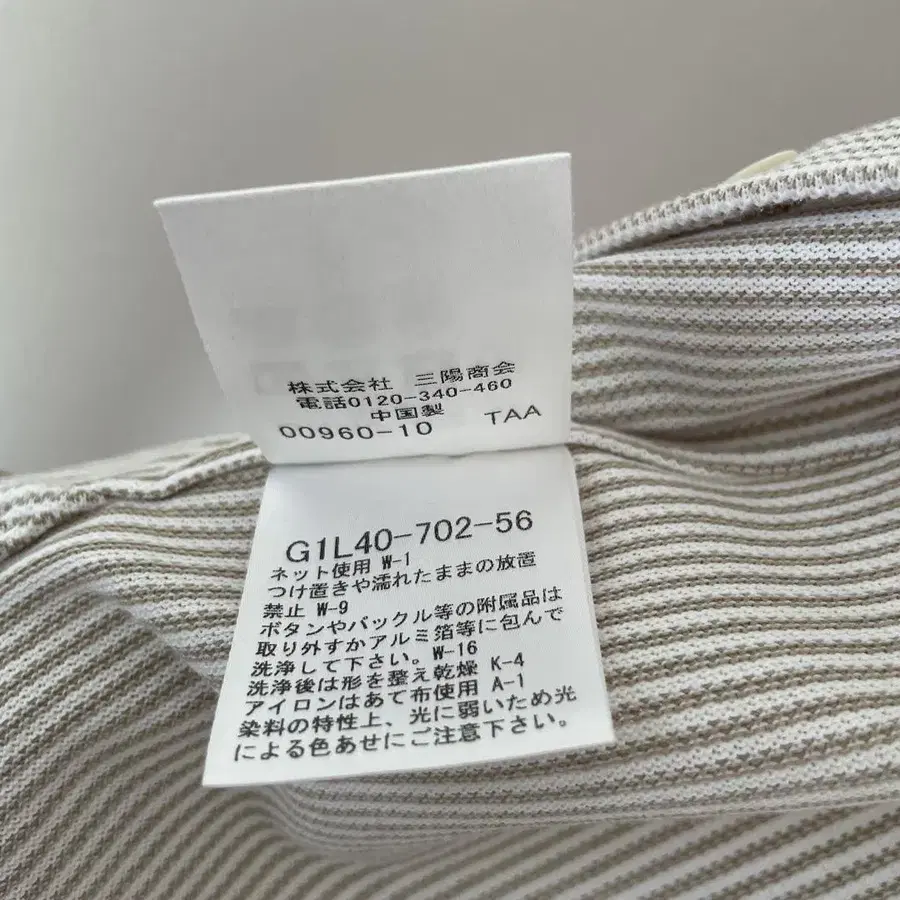 株式会社 三陽商会
電話0120-340-460
中国製
00960-10 TAA
G1L40-702-56
ネット使用 W-1
つけ置きや濡れたままの放置
禁止 W-9
ボタンやバックル等の附属品は
取り外すかアルミ箔等に包んで
洗浄して下さい。W-16
洗浄後は形を整え乾燥 K-4
アイロンはあて布使用 A-1
染料の特性上、光に弱いため光
による色あせにご注意下さい。